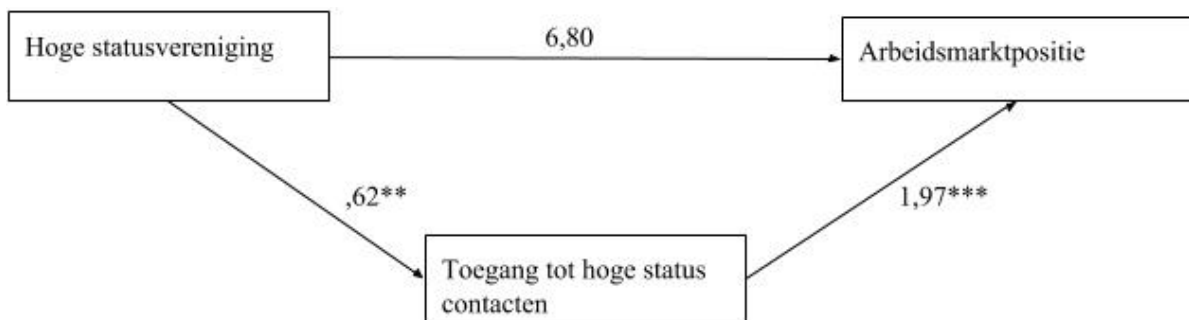 Hoge statusvereniging
6,80
Arbeidsmarktpositie
,62**
1,97***
Toegang tot hoge status
contacten